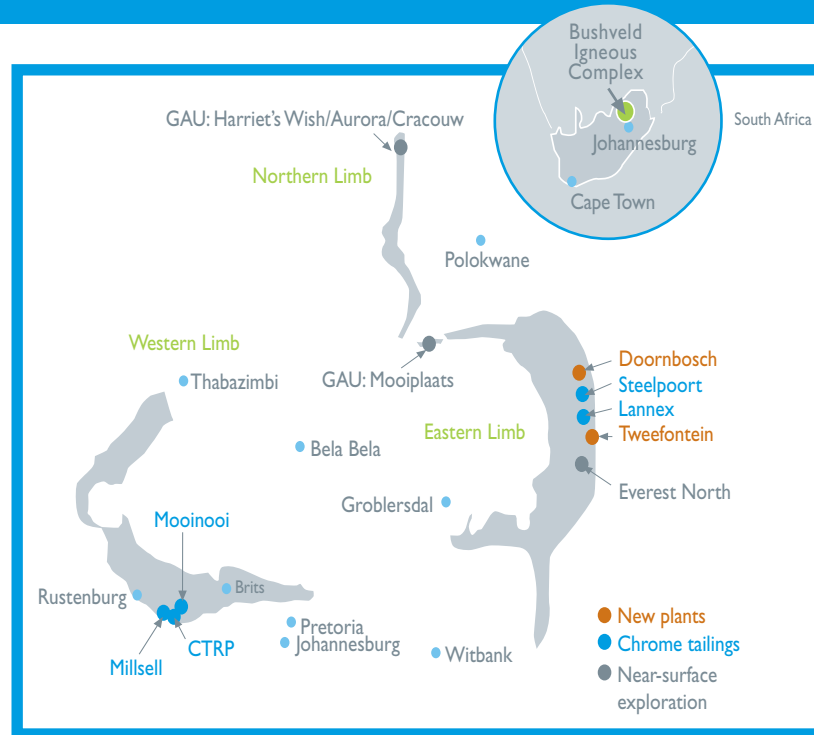 Bushveld
Igneous
Complex
South Africa
Johannesburg
Cape Town
GAU: Harriet's Wish/Aurora/Cracouw
Northern Limb
Polokwane
Western Limb
Thabazimbi
GAU: Mooiplaats
Doornbosch
Steelpoort
Lannex
Tweefontein
Eastern Limb
Bela Bela
Everest North
Groblersdal
Mooinooi
Rustenburg
Brits
Pretoria
Johannesburg
CTRP
Millsell
Witbank
New plants
Chrome tailings
Near-surface
exploration